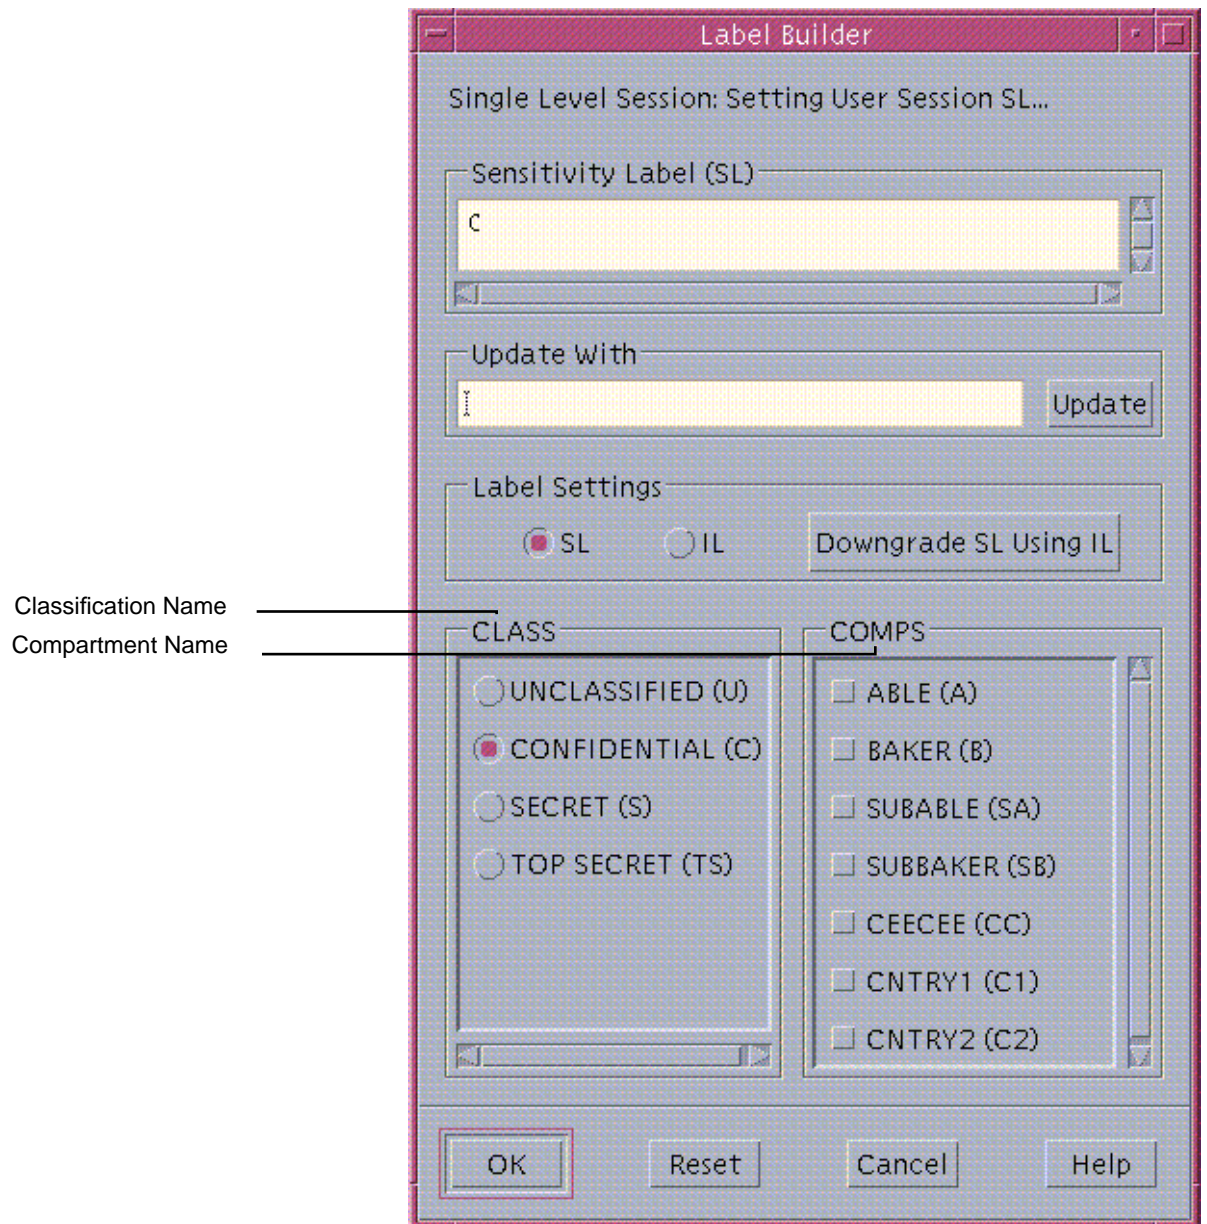 Label Builder
Single Level Session: Setting User Session SL...
Sensitivity Label (SL)
C
Update With
Update
Label Settings
SL IL Downgrade SL Using IL
Classification Name
Compartment Name
CLASS
UNCLASSIFIED (U)
CONFIDENTIAL (C)
SECRET (S)
TOP SECRET (TS)
COMPS
ABLE (A)
BAKER (B)
SUBABLE (SA)
SUBBAKER (SB)
CEECEE (CC)
CNTRY1 (C1)
CNTRY2 (C2)
OK Reset Cancel Help